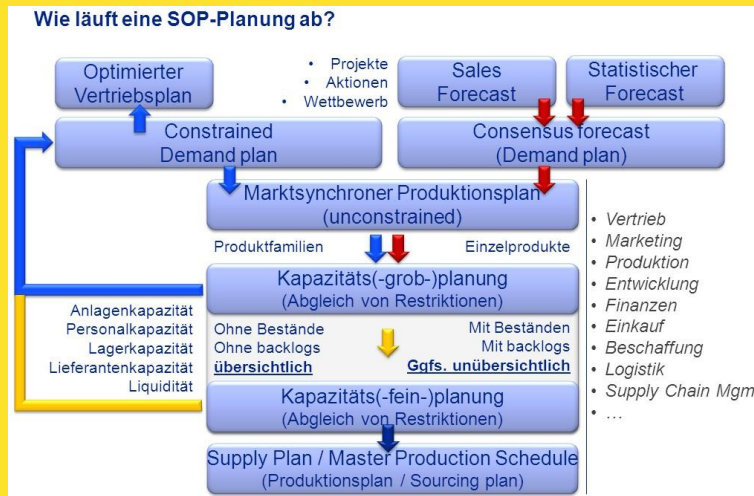 Wie läuft eine SOP-Planung ab?
Optimierter
Vertriebsplan
• Projekte
• Aktionen
• Wettbewerb
Sales
Forecast
Statistischer
Forecast
Constrained
Demand plan
Consensus forecast
(Demand plan)
Marktsynchroner Produktionsplan
(unconstrained)
Produktfamilien
Einzelprodukte
Kapazitäts(-grob-)planung
(Abgleich von Restriktionen)
Anlagenkapazität
Personalkapazität
Lagerkapazität
Lieferantenkapazität
Liquidität
Ohne Bestände
Ohne backlogs
übersichtlich
Mit Beständen
Mit backlogs
Ggfs. unübersichtlich
Kapazitäts(-fein-)planung
(Abgleich von Restriktionen)
Supply Plan / Master Production Schedule
(Produktionsplan / Sourcing plan)
• Vertrieb
• Marketing
• Produktion
• Entwicklung
• Finanzen
• Einkauf
• Beschaffung
• Logistik
• Supply Chain Mgm
• …